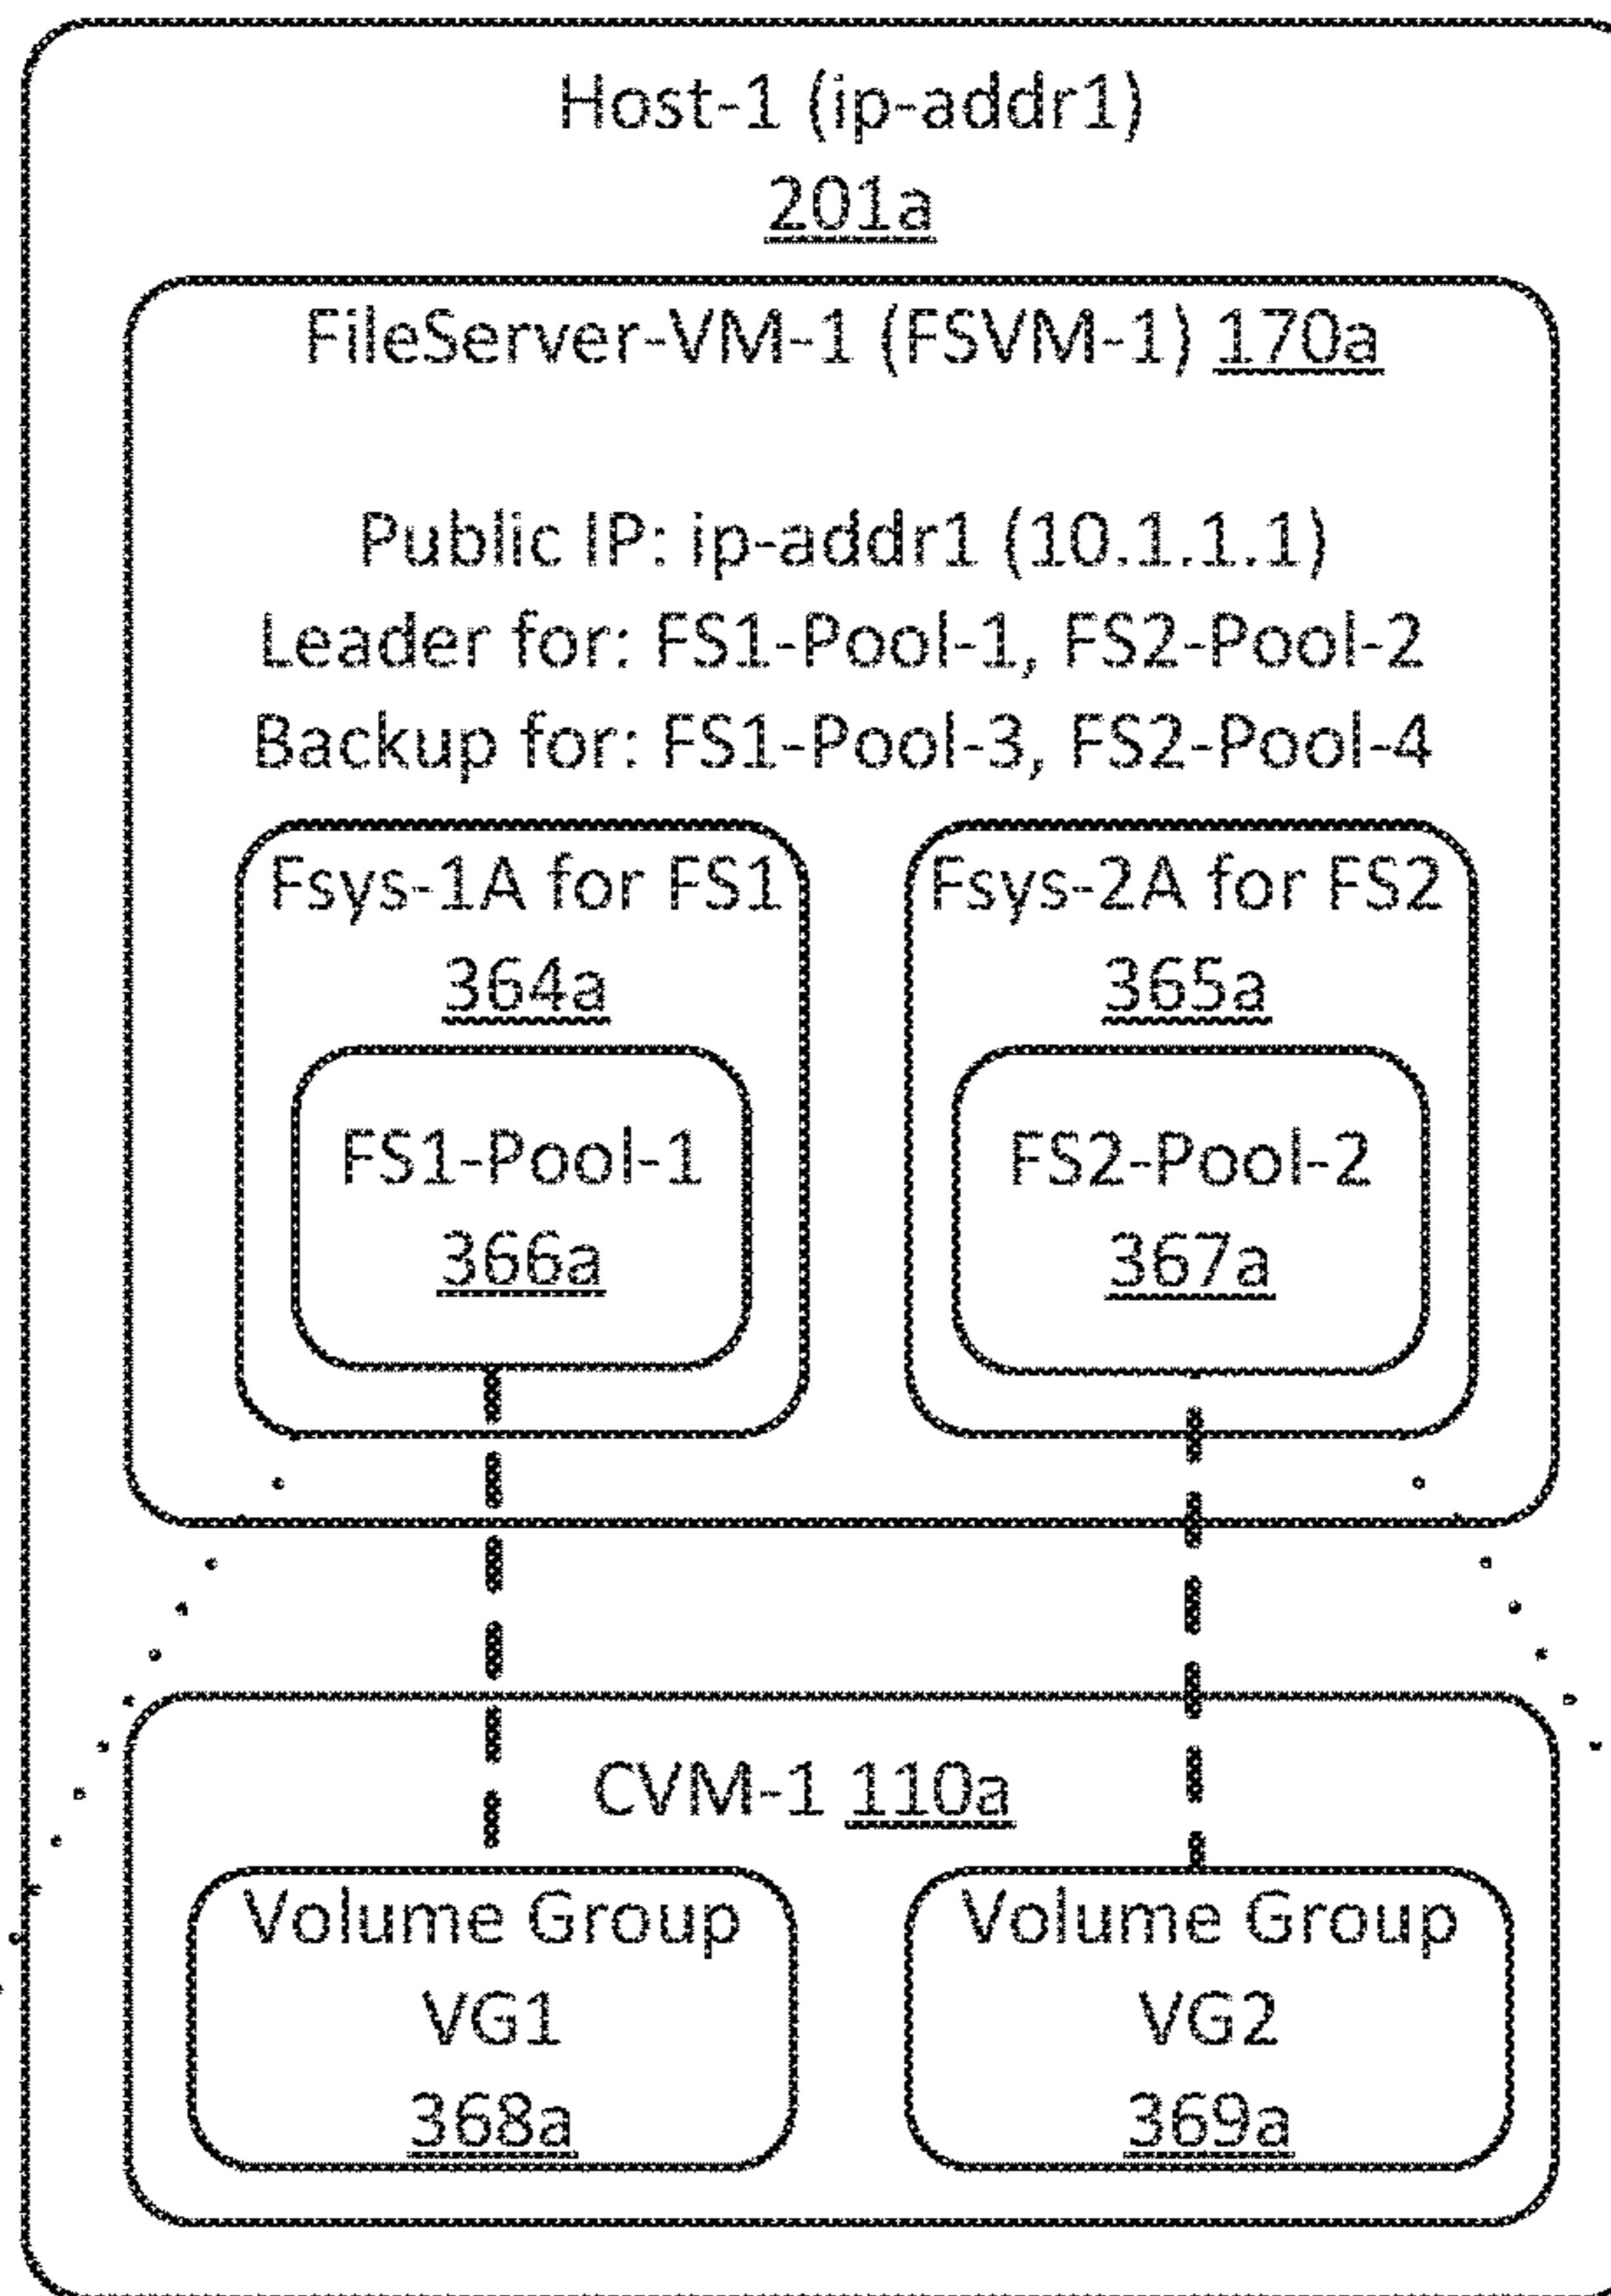 Host-1 (ip-addr1)
201a
FileServer-VM-1 (FSVM-1) 170a
Public IP: ip-addr1 (10.1.1.1)
Leader for: FS1-Pool-1, FS2-Pool-2
Backup for: FS1-Pool-3, FS2-Pool-4
Fsys-1A for FS1
364a
FS1-Pool-1
366a
Fsys-2A for FS2
365a
FS2-Pool-2
367a
CVM-1 110a
Volume Group
VG1
368a
Volume Group
VG2
369a